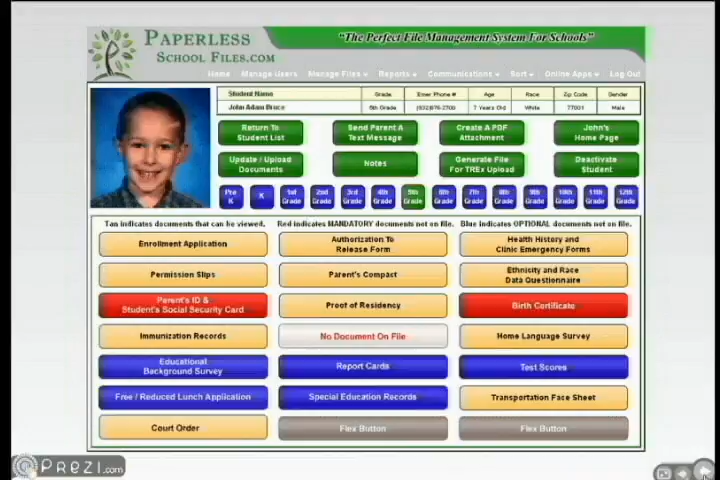 PAPERLESS
SCHOOL FILES.COM
"The Perfect File Management System For Schools"
Home Manage Users Manage Files Reports Communications Sort Online Apps Log Out
Student Name Grade Enter Phone # Age Race Zip Code Gender
John Adam Bruce 5th Grade (832)876-2700 7 Years Old White 77001 Male
Return To
Student List
Send Parent A
Text Message
Create A PDF
Attachment
John's
Home Page
Update / Upload
Documents
Notes
Generate File
For TREx Upload
Deactivate
Student
Pre
K
K
1st
Grade
2nd
Grade
3rd
Grade
4th
Grade
5th
Grade
6th
Grade
7th
Grade
8th
Grade
9th
Grade
10th
Grade
11th
Grade
12th
Grade
Tan indicates documents that can be viewed. Red indicates MANDATORY documents not on file. Blue indicates OPTIONAL documents not on file.
Enrollment Application
Authorization To
Release Form
Health History and
Clinic Emergency Forms
Permission Slips
Parent's Compact
Ethnicity and Race
Data Questionnaire
Parent's ID &
Student's Social Security Card
Proof of Residency
Birth Certificate
Immunization Records
No Document On File
Home Language Survey
Educational
Background Survey
Report Cards
Test Scores
Free / Reduced Lunch Application
Special Education Records
Transportation Face Sheet
Court Order
Flex Button
Flex Button
PREZI.com